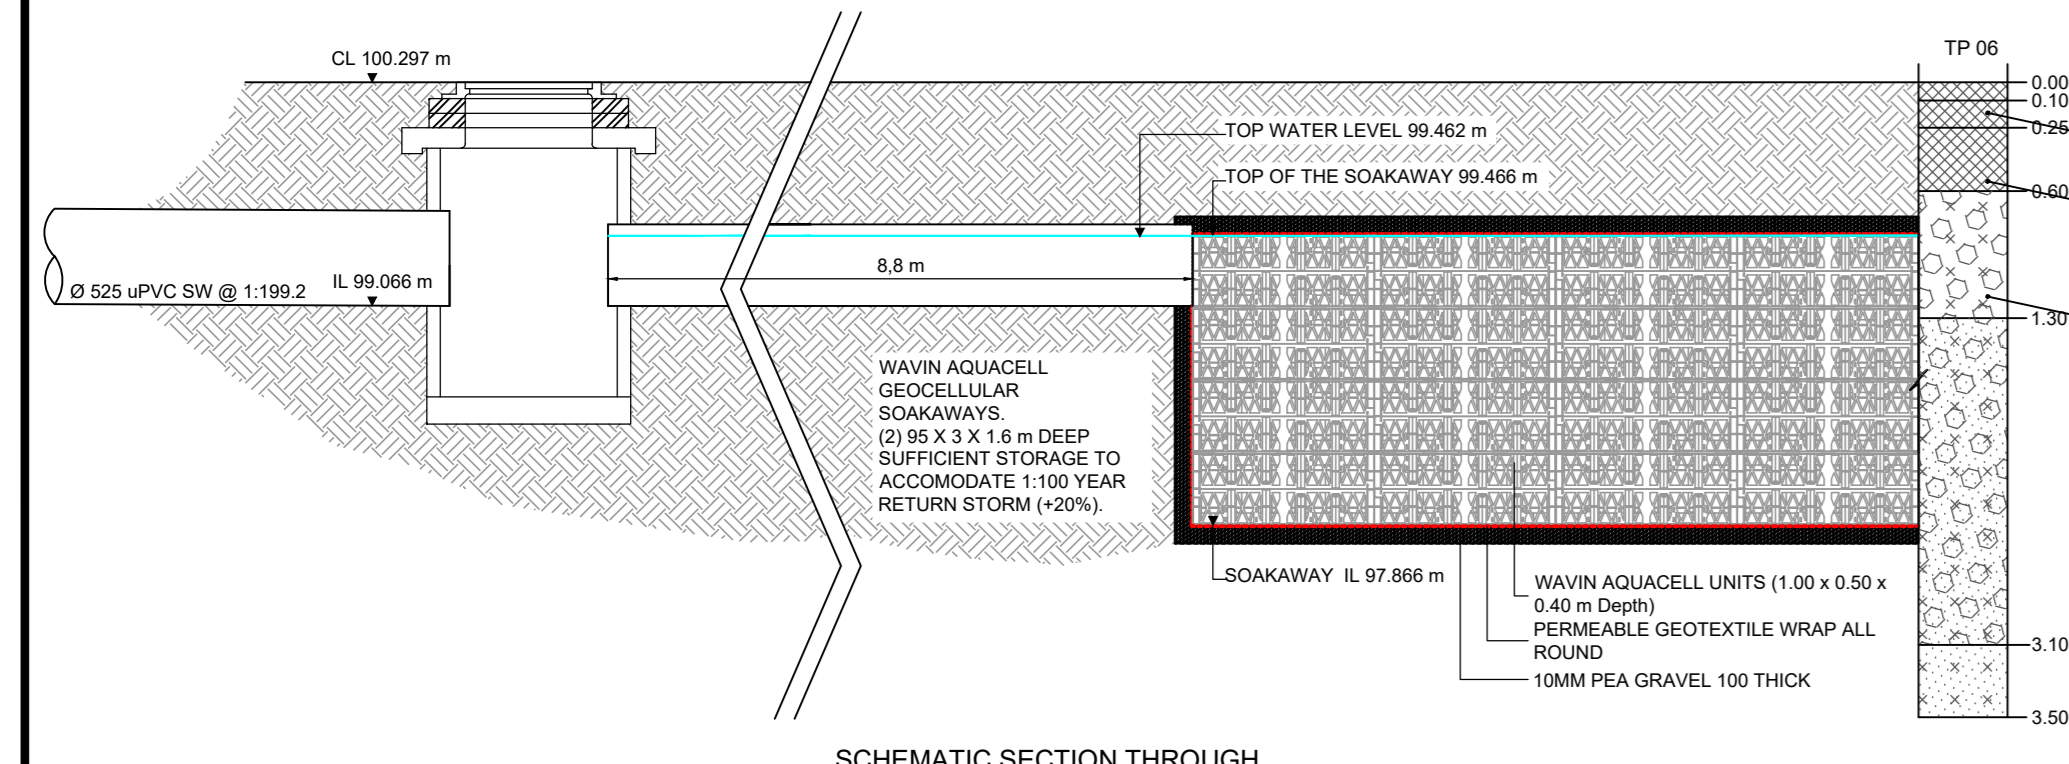 TP 06
CL 100.297 m
0.00
0.10
TOP WATER LEVEL 99.462 m
0.25
TOP OF THE SOAKAWAY 99.466 m
0.60
8,8 m
IL 99.066 m
Ø 525 uPVC SW @ 1:199.2
1.30
WAVIN AQUACELL
GEOCELLULAR
SOAKAWAYS.
(2) 95 X 3 X 1.6 m DEEP
SUFFICIENT STORAGE TO
ACCOMODATE 1:100 YEAR
RETURN STORM (+20%).
SOAKAWAY IL 97.866 m
WAVIN AQUACELL UNITS (1.00 x 0.50 x
0.40 m Depth)
PERMEABLE GEOTEXTILE WRAP ALL
ROUND
10MM PEA GRAVEL 100 THICK
3.10
3.50
SCHEMATIC SECTION THROUGH